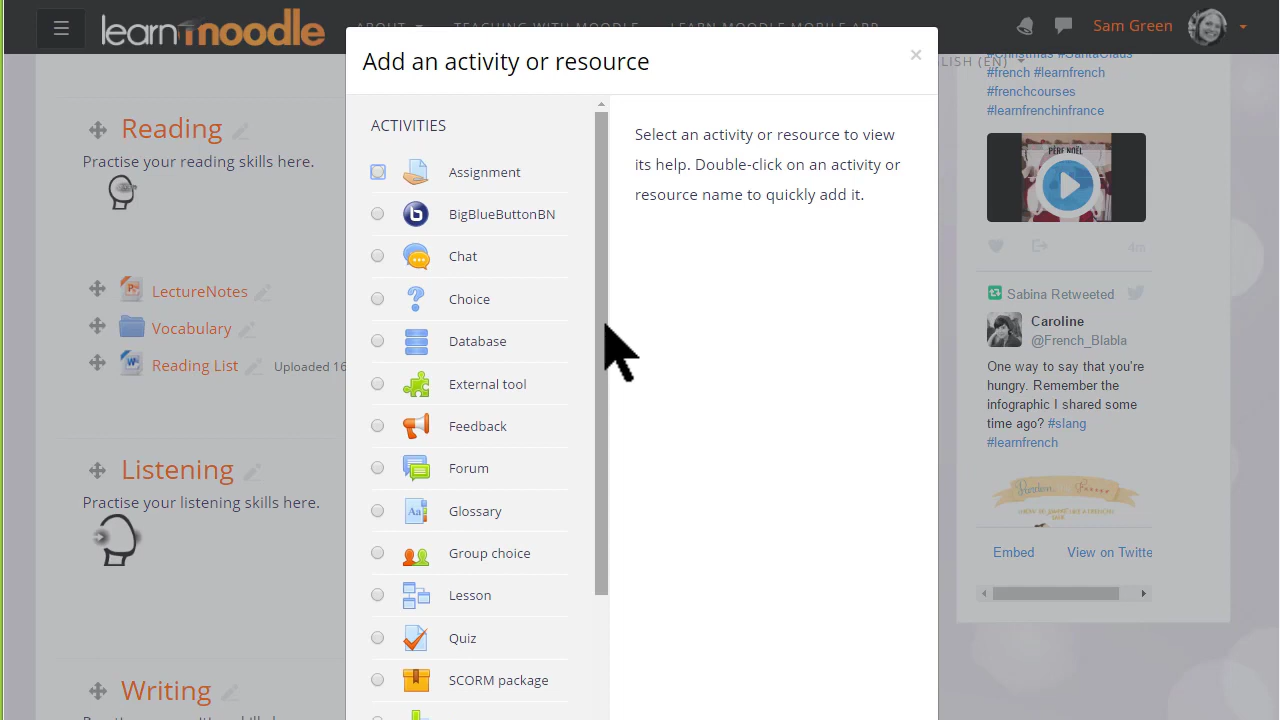 learn moodle
ABOUT
TEACHING WITH MOODLE
LEARN MOODLE MOBILE APP
Sam Green
LISH (EN)
Add an activity or resource
×
ACTIVITIES
Assignment
BigBlueButtonBN
Chat
Choice
Database
External tool
Feedback
Forum
Glossary
Group choice
Lesson
Quiz
SCORM package
Select an activity or resource to view
its help. Double-click on an activity or
resource name to quickly add it.
Reading
Practise your reading skills here.
LectureNotes
Vocabulary
Reading List
Uploaded 16
Listening
Practise your listening skills here.
Writing
#Christmas #SantaClaus
#french #learnfrench
#frenchcourses
#learnfrenchinfrance
PÈRE NOËL
4m
Sabina Retweeted
Caroline
@French_Blabla
One way to say that you're
hungry. Remember the
infographic I shared some
time ago? #slang
#learnfrench
Embed
View on Twitte